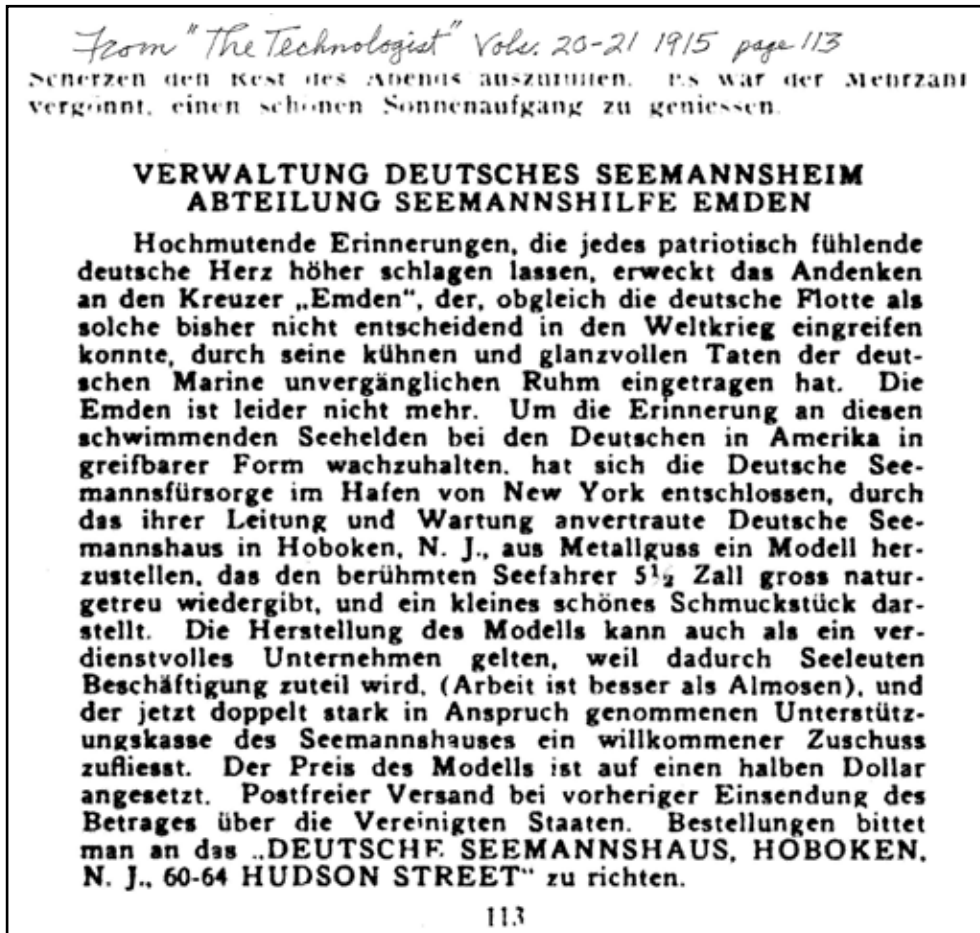 From "The Technologist" Vols. 20-21 1915 page 113
Scherzen den Rest des Abends auszufüllen. Es war der Mehrzahl
vergönnt, einen schönen Sonnenaufgang zu geniessen.
VERWALTUNG DEUTSCHES SEEMANNSHEIM
ABTEILUNG SEEMANNSHILFE EMDEN
Hochmutende Erinnerungen, die jedes patriotisch fühlende
deutsche Herz höher schlagen lassen, erweckt das Andenken
an den Kreuzer „Emden“, der, obgleich die deutsche Flotte als
solche bisher nicht entscheidend in den Weltkrieg eingreifen
konnte, durch seine kühnen und glanzvollen Taten der deut-
schen Marine unvergänglichen Ruhm eingetragen hat. Die
Emden ist leider nicht mehr. Um die Erinnerung an diesen
schwimmenden Seehelden bei den Deutschen in Amerika in
greifbarer Form wachzuhalten, hat sich die Deutsche See-
mannsfürsorge im Hafen von New York entschlossen, durch
das ihrer Leitung und Wartung anvertraute Deutsche See-
mannshaus in Hoboken, N. J., aus Metallguss ein Modell her-
zustellen, das den berühmten Seefahrer 5½ Zall gross natur-
getreu wiedergibt, und ein kleines schönes Schmuckstück dar-
stellt. Die Herstellung des Modells kann auch als ein ver-
dienstvolles Unternehmen gelten, weil dadurch Seeleuten
Beschäftigung zuteil wird, (Arbeit ist besser als Almosen), und
der jetzt doppelt stark in Anspruch genommenen Unterstütz-
ungskasse des Seemannshauses ein willkommener Zuschuss
zufliesst. Der Preis des Modells ist auf einen halben Dollar
angesetzt. Postfreier Versand bei vorheriger Einsendung des
Betrages über die Vereinigten Staaten. Bestellungen bittet
man an das „DEUTSCHE SEEMANNSHAUS, HOBOKEN,
N. J., 60-64 HUDSON STREET“ zu richten.
113